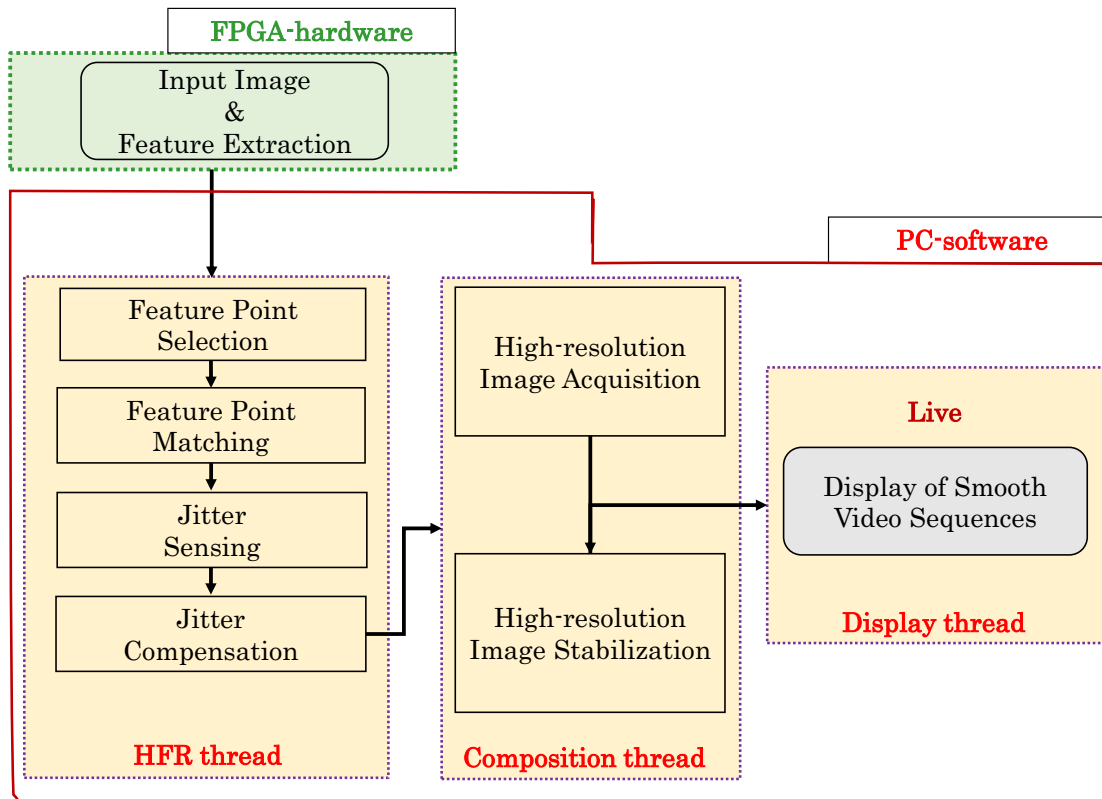 FPGA-hardware
Input Image
&
Feature Extraction
PC-software
Feature Point
Selection
Feature Point
Matching
Jitter
Sensing
Jitter
Compensation
HFR thread
High-resolution
Image Acquisition
High-resolution
Image Stabilization
Composition thread
Live
Display of Smooth
Video Sequences
Display thread